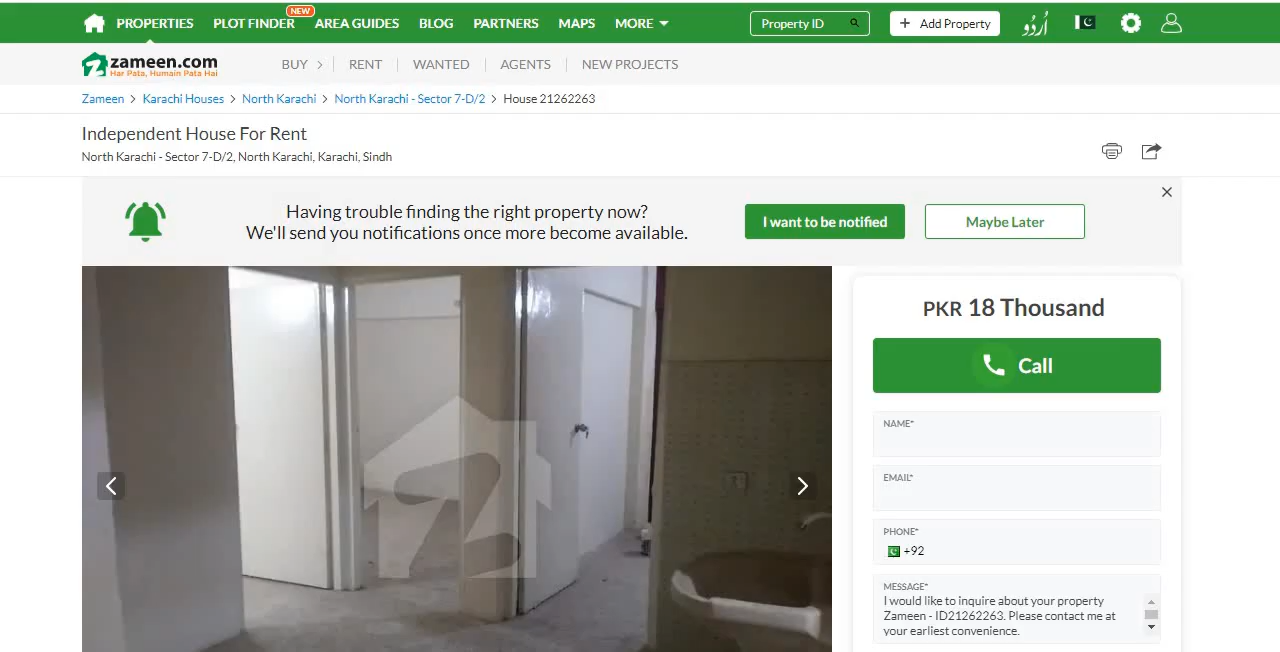 PROPERTIES PLOT FINDER NEW AREA GUIDES BLOG PARTNERS MAPS MORE Property ID + Add Property اُردُو
zameen.com
Har Pata, Humain Pata Hai
BUY RENT WANTED AGENTS NEW PROJECTS
Zameen > Karachi Houses > North Karachi > North Karachi - Sector 7-D/2 > House 21262263
Independent House For Rent
North Karachi - Sector 7-D/2, North Karachi, Karachi, Sindh
Having trouble finding the right property now?
We'll send you notifications once more become available.
I want to be notified Maybe Later
PKR 18 Thousand
Call
NAME*
EMAIL*
PHONE*
+92
MESSAGE*
I would like to inquire about your property
Zameen - ID21262263. Please contact me at
your earliest convenience.